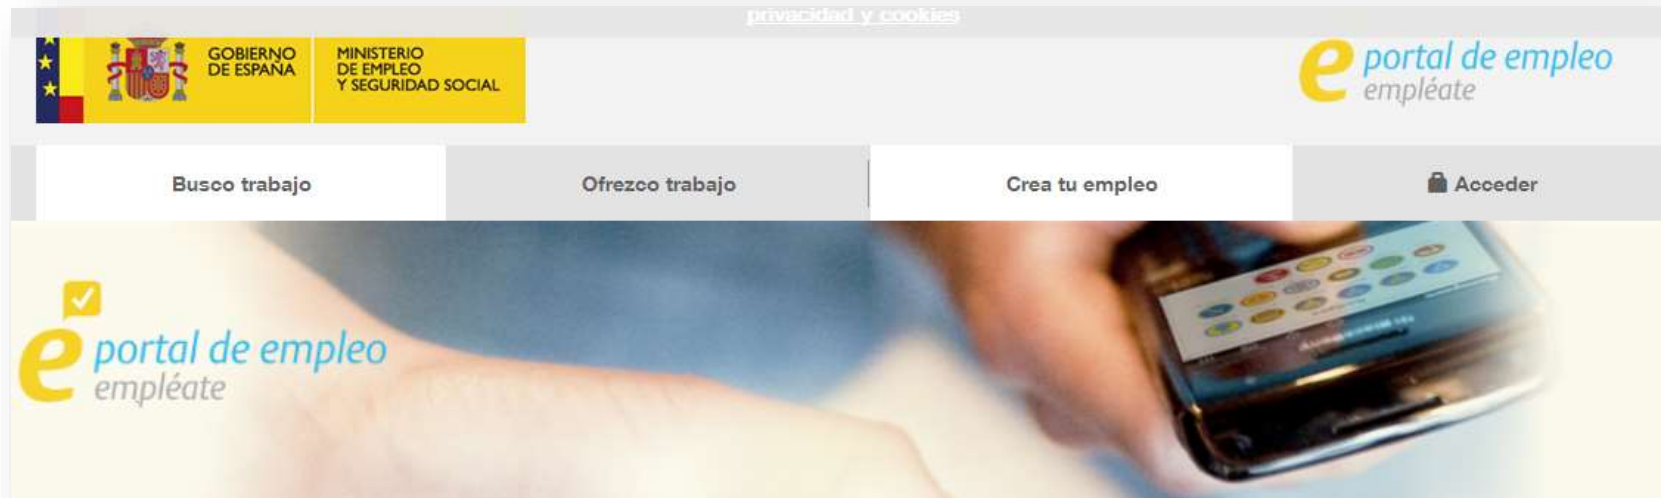 privacidad y cookies
GOBIERNO
DE ESPAÑA
MINISTERIO
DE EMPLEO
Y SEGURIDAD SOCIAL
e portal de empleo
empléate
Busco trabajo
Ofrezco trabajo
Crea tu empleo
Acceder
e portal de empleo
empléate